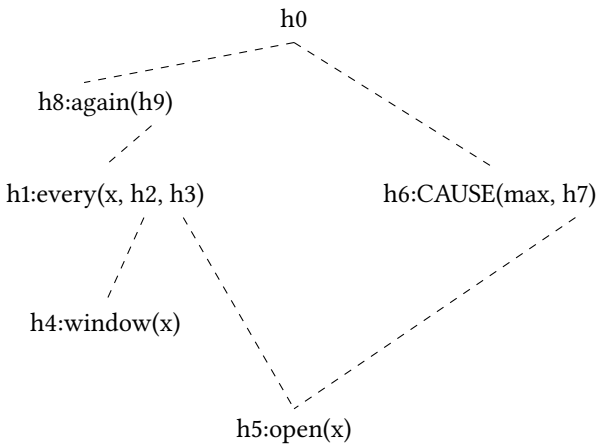 h0
h8:again(h9)
h1:every(x, h2, h3)
h6:CAUSE(max, h7)
h4:window(x)
h5:open(x)